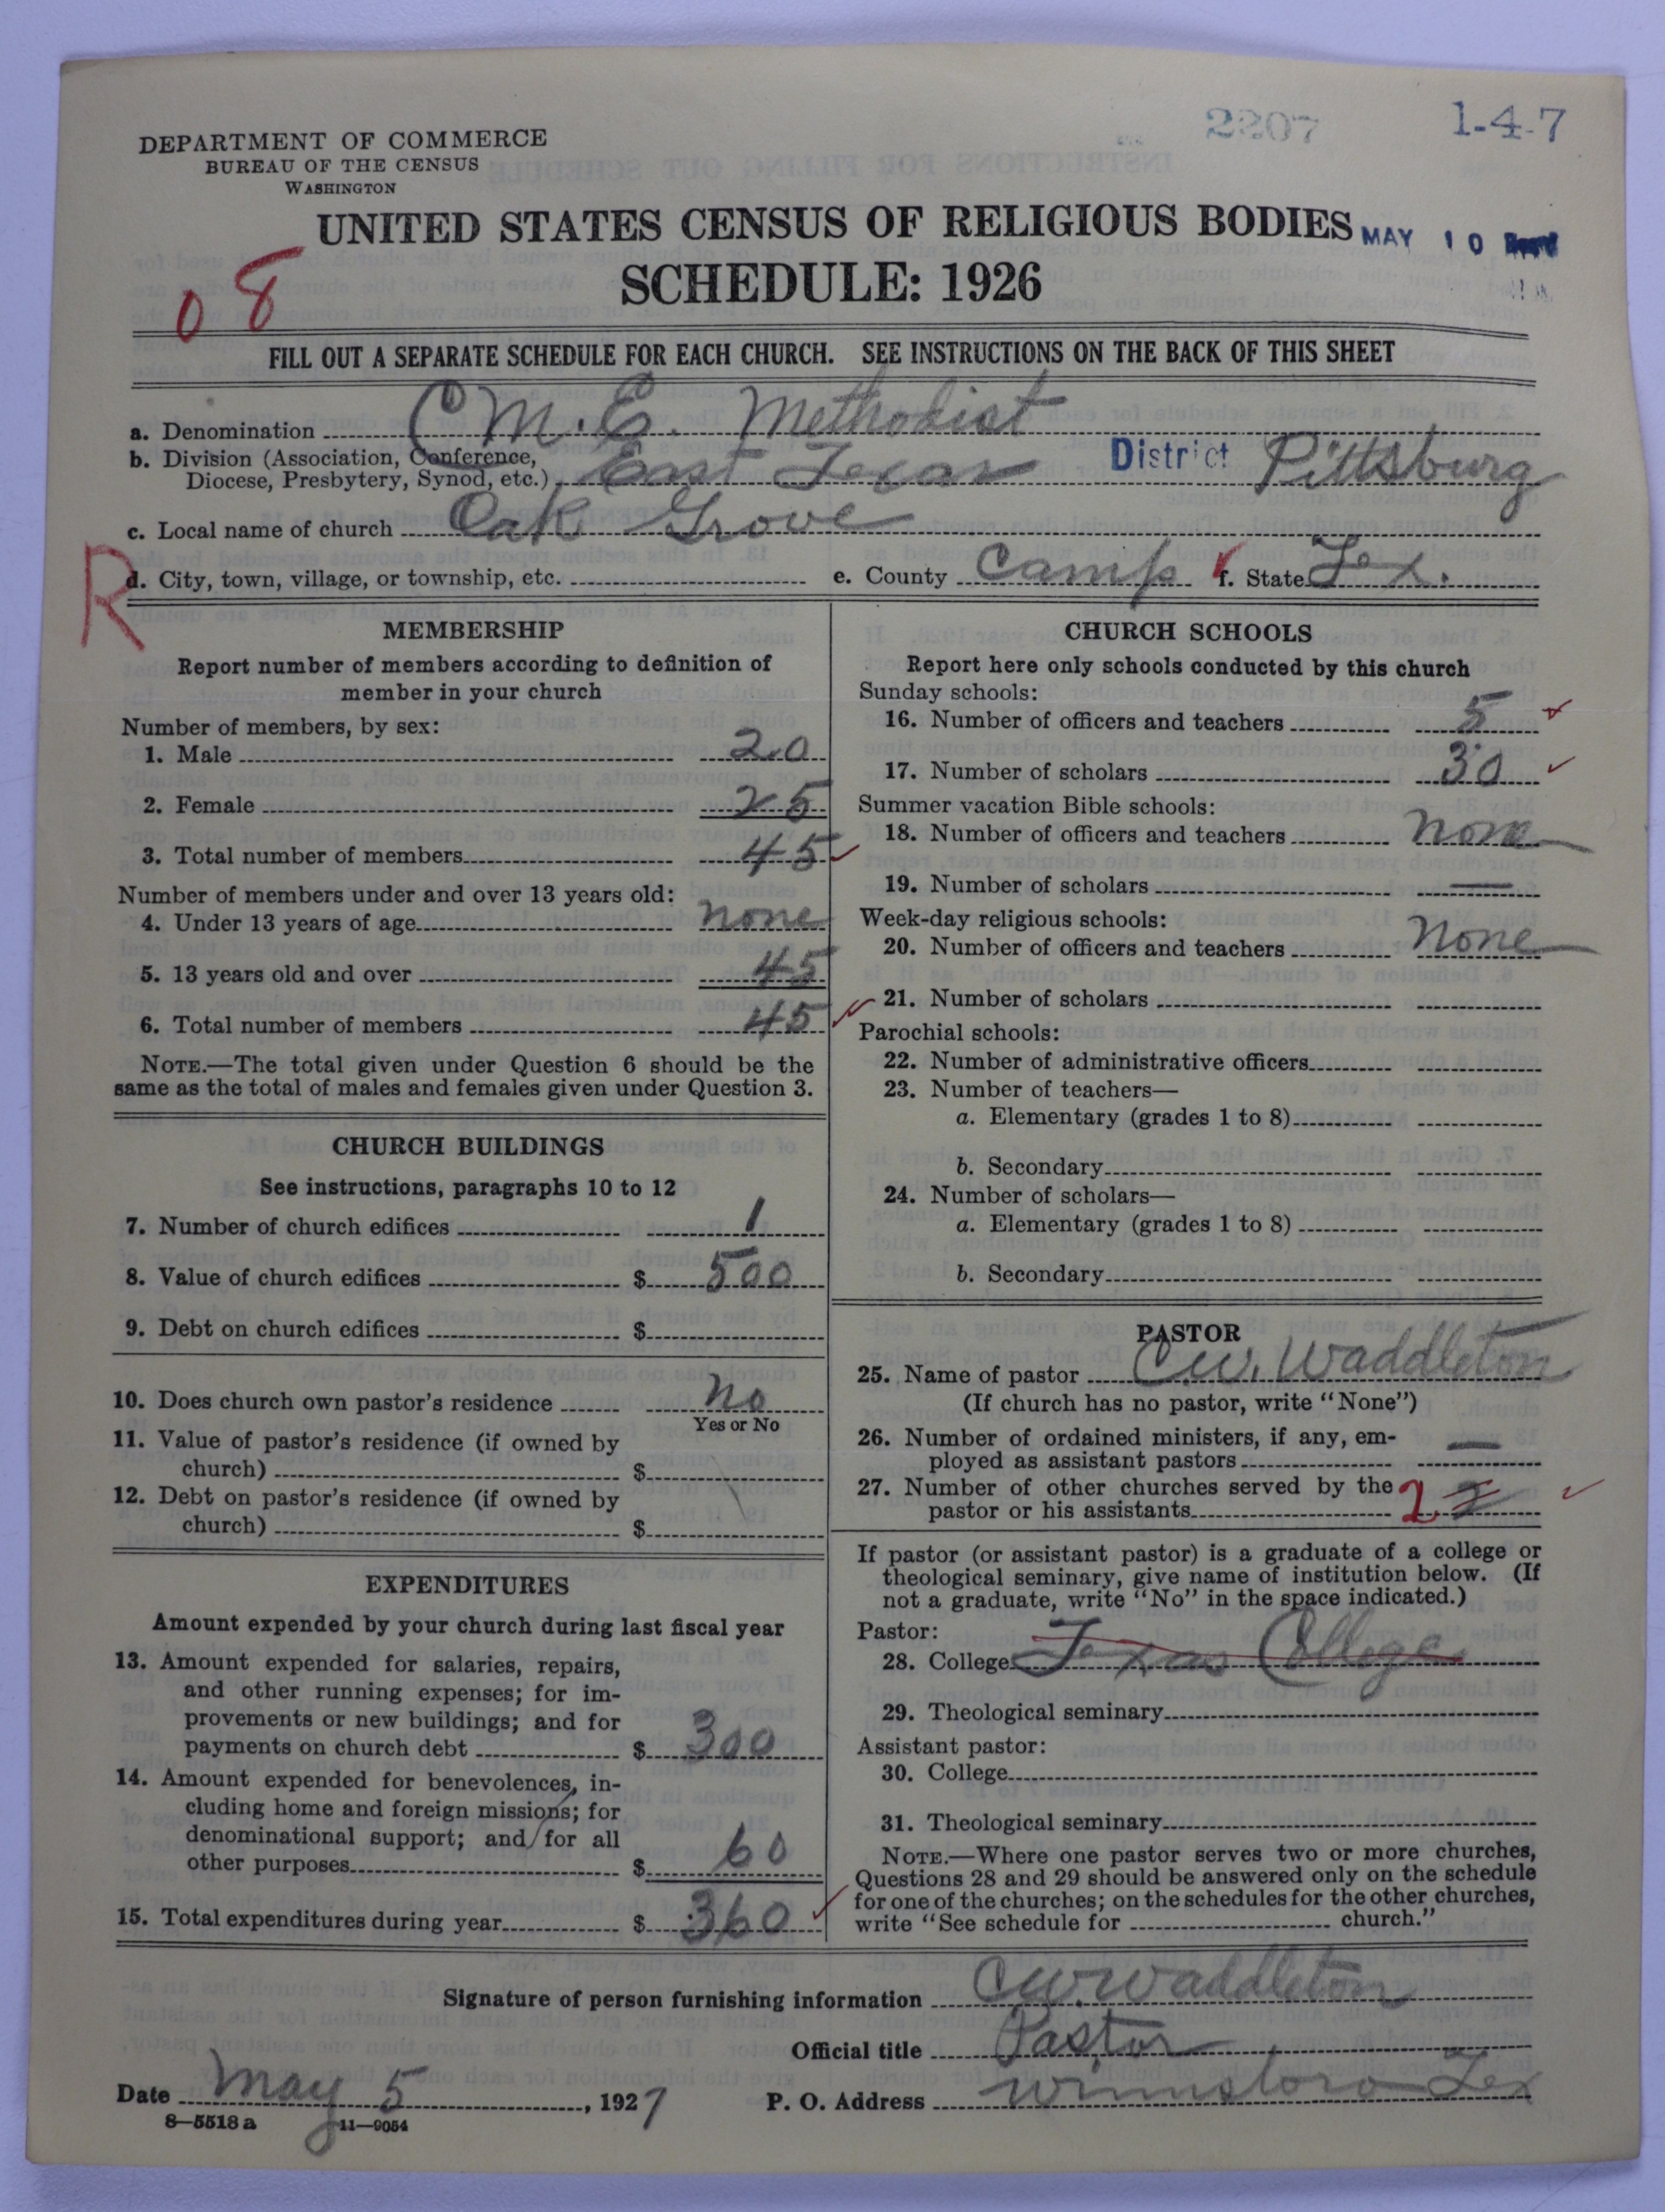 2207
1-4-7
DEPARTMENT OF COMMERCE
BUREAU OF THE CENSUS
WASHINGTON
UNITED STATES CENSUS OF RELIGIOUS BODIES
MAY 10
SCHEDULE: 1926
08
FILL OUT A SEPARATE SCHEDULE FOR EACH CHURCH. SEE INSTRUCTIONS ON THE BACK OF THIS SHEET
a. Denomination C M. E. Methodist
b. Division (Association, Conference,
Diocese, Presbytery, Synod, etc.) East Texas District Pittsburg
c. Local name of church Oak Grove
R
d. City, town, village, or township, etc. e. County Camp f. State Tex.
MEMBERSHIP
Report number of members according to definition of
member in your church
Number of members, by sex:
1. Male 20
2. Female 25
3. Total number of members 45
Number of members under and over 13 years old:
4. Under 13 years of age none
5. 13 years old and over 45
6. Total number of members 45
NOTE.—The total given under Question 6 should be the
same as the total of males and females given under Question 3.
CHURCH BUILDINGS
See instructions, paragraphs 10 to 12
7. Number of church edifices 1
8. Value of church edifices $ 500
9. Debt on church edifices $
10. Does church own pastor's residence no
Yes or No
11. Value of pastor's residence (if owned by
church) $
12. Debt on pastor's residence (if owned by
church) $
EXPENDITURES
Amount expended by your church during last fiscal year
13. Amount expended for salaries, repairs,
and other running expenses; for im-
provements or new buildings; and for
payments on church debt $ 300
14. Amount expended for benevolences, in-
cluding home and foreign missions; for
denominational support; and for all
other purposes $ 60
15. Total expenditures during year $ 360
CHURCH SCHOOLS
Report here only schools conducted by this church
Sunday schools:
16. Number of officers and teachers 5
17. Number of scholars 30
Summer vacation Bible schools:
18. Number of officers and teachers none
19. Number of scholars —
Week-day religious schools:
20. Number of officers and teachers none
21. Number of scholars
Parochial schools:
22. Number of administrative officers
23. Number of teachers—
a. Elementary (grades 1 to 8)
b. Secondary
24. Number of scholars—
a. Elementary (grades 1 to 8)
b. Secondary
PASTOR
25. Name of pastor C W. Waddleton
(If church has no pastor, write "None")
26. Number of ordained ministers, if any, em-
ployed as assistant pastors —
27. Number of other churches served by the
pastor or his assistants 2
If pastor (or assistant pastor) is a graduate of a college or
theological seminary, give name of institution below. (If
not a graduate, write "No" in the space indicated.)
Pastor:
28. College Texas College
29. Theological seminary
Assistant pastor:
30. College
31. Theological seminary
NOTE.—Where one pastor serves two or more churches,
Questions 28 and 29 should be answered only on the schedule
for one of the churches; on the schedules for the other churches,
write "See schedule for church."
Signature of person furnishing information C W. Waddleton
Official title Pastor
Date May 5, 1927 P. O. Address Winnsboro Tex
8—5518 a 11—9054